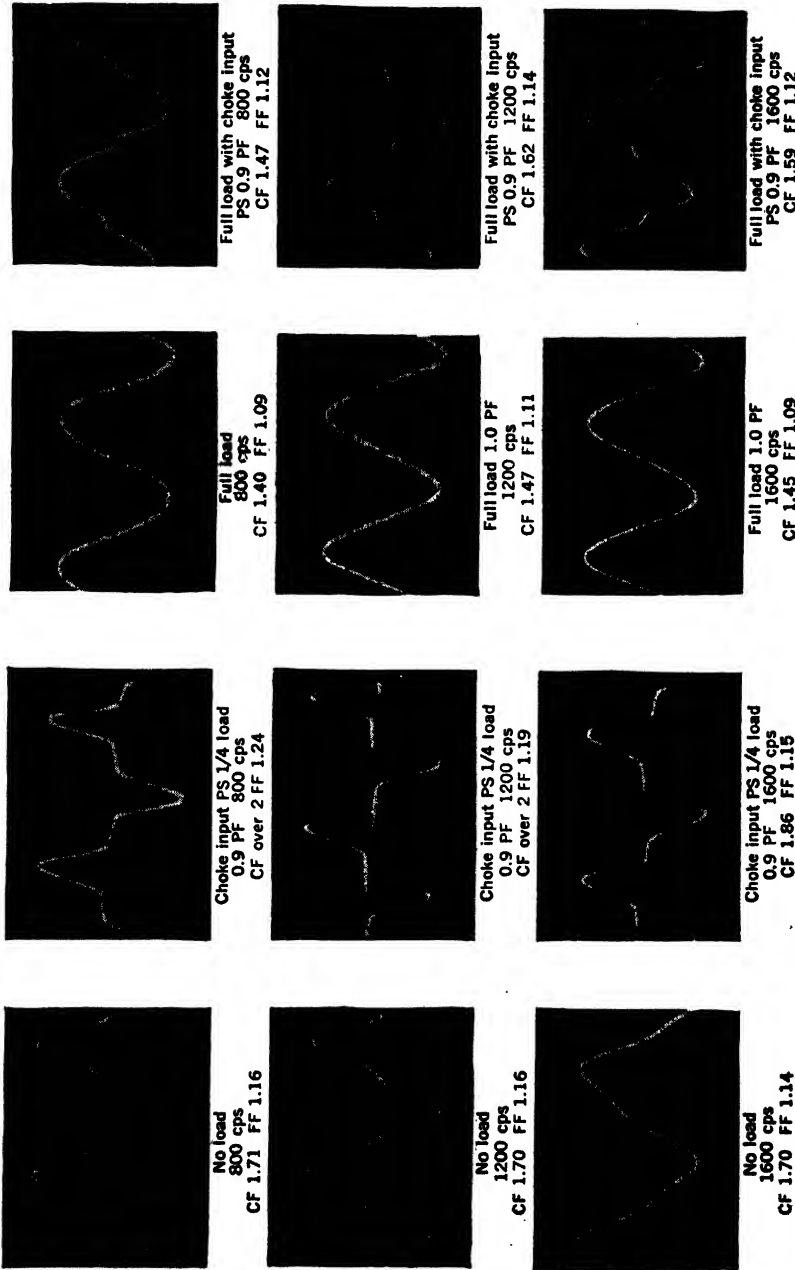 No load
800 cps
CF 1.71 FF 1.16
Choke input PS 1/4 load
0.9 PF 800 cps
CF over 2 FF 1.24
Full load
800 cps
CF 1.40 FF 1.09
Full load with choke input
PS 0.9 PF 800 cps
CF 1.47 FF 1.12
No load
1200 cps
CF 1.70 FF 1.16
Choke input PS 1/4 load
0.9 PF 1200 cps
CF over 2 FF 1.19
Full load 1.0 PF
1200 cps
CF 1.47 FF 1.11
Full load with choke input
PS 0.9 PF 1200 cps
CF 1.62 FF 1.14
No load
1600 cps
CF 1.70 FF 1.14
Choke input PS 1/4 load
0.9 PF 1600 cps
CF 1.86 FF 1.15
Full load 1.0 PF
1600 cps
CF 1.45 FF 1.09
Full load with choke input
PS 0.9 PF 1600 cps
CF 1.59 FF 1.12